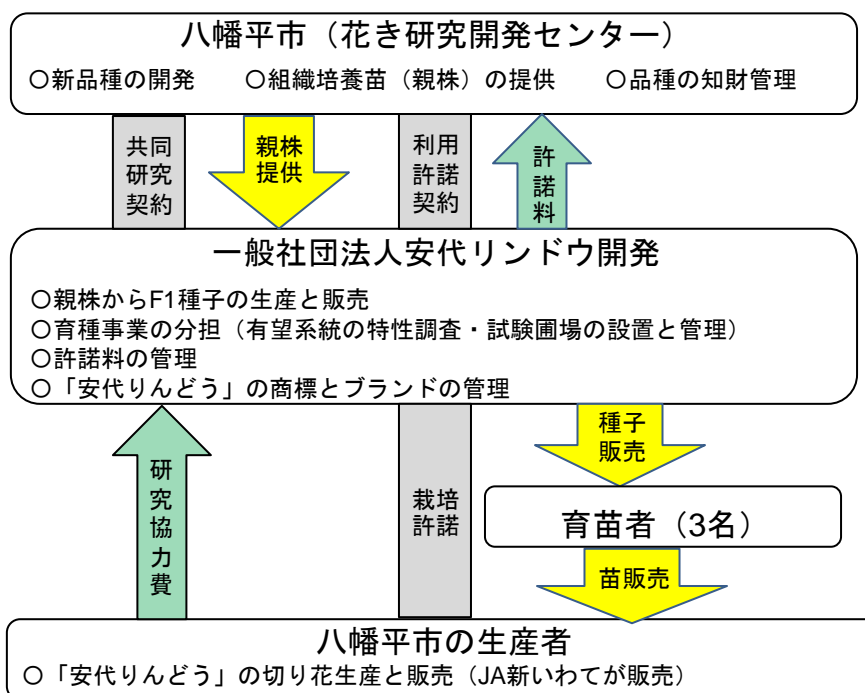 八幡平市（花き研究開発センター）
〇新品種の開発　〇組織培養苗（親株）の提供　〇品種の知財管理
共同
研究
契約
親株
提供
利用
許諾
契約
許
諾
料
一般社団法人安代リンドウ開発
〇親株からF1種子の生産と販売
〇育種事業の分担（有望系統の特性調査・試験圃場の設置と管理）
〇許諾料の管理
〇「安代りんどう」の商標とブランドの管理
研
究
協
力
費
栽培
許諾
種子
販売
育苗者（3名）
苗販売
八幡平市の生産者
〇「安代りんどう」の切り花生産と販売（JA新いわてが販売）